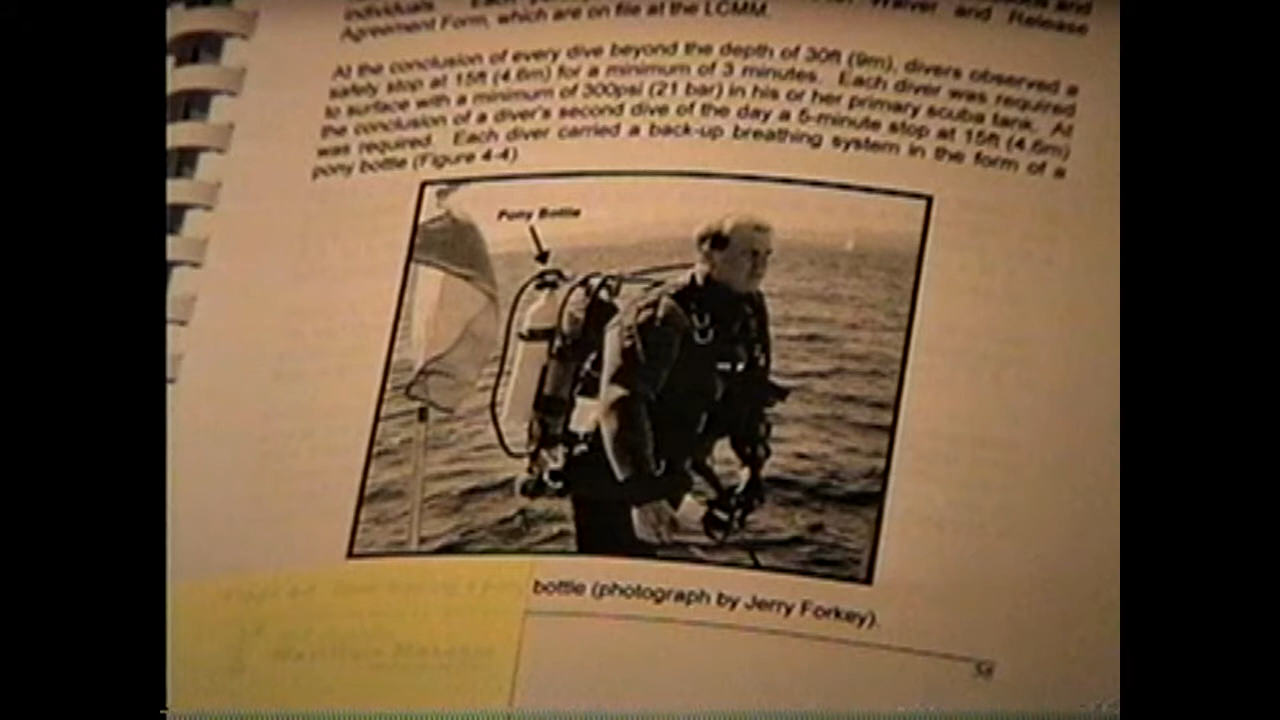 individuals. Each Waiver and Release
Agreement Form, which are on file at the LCMM.
At the conclusion of every dive beyond the depth of 30ft (9m), divers observed a
safety stop at 15ft (4.6m) for a minimum of 3 minutes. Each diver was required
to surface with a minimum of 300psi (21 bar) in his or her primary scuba tank. At
the conclusion of a diver's second dive of the day a 5-minute stop at 15ft (4.6m)
was required. Each diver carried a back-up breathing system in the form of a
pony bottle (Figure 4-4)
Pony Bottle
bottle (photograph by Jerry Forkey).